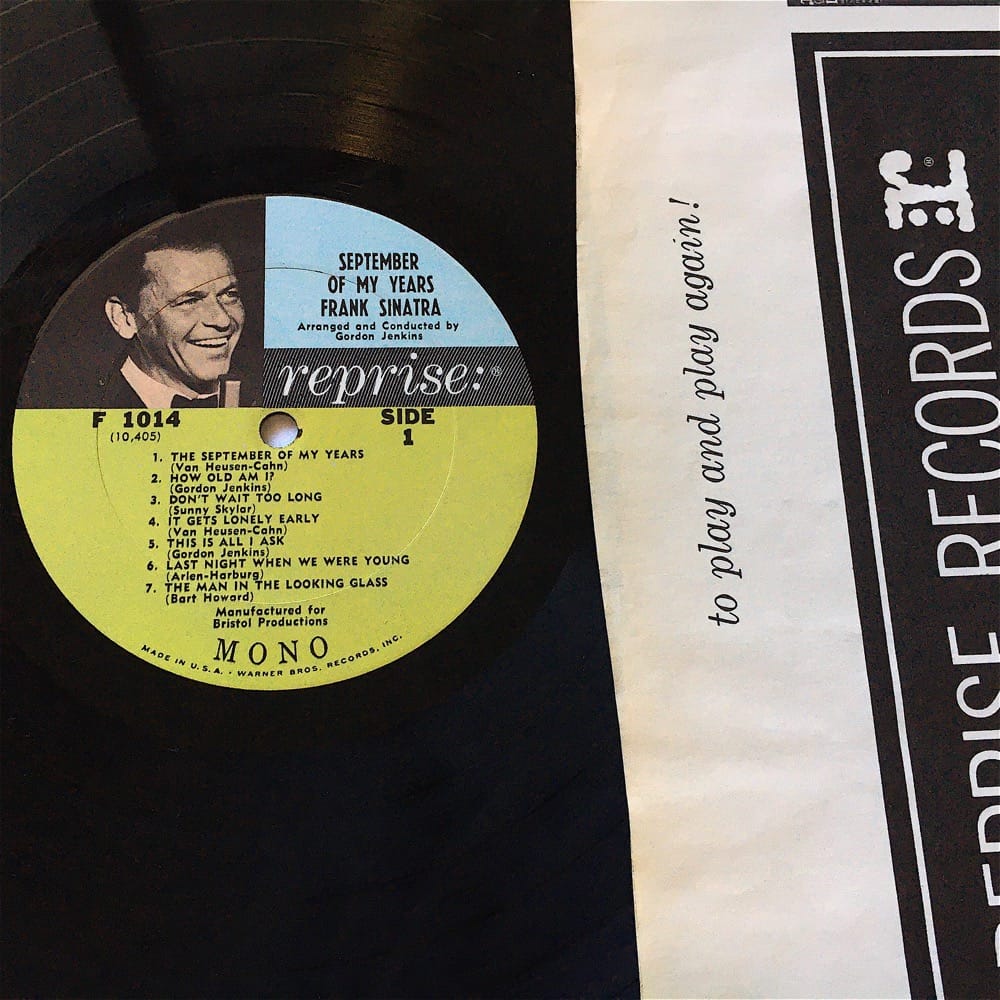 SEPTEMBER
OF MY YEARS
FRANK SINATRA
Arranged and Conducted by
Gordon Jenkins
reprise:®
F 1014
(10,405)
SIDE
1
1. THE SEPTEMBER OF MY YEARS
(Van Heusen-Cahn)
2. HOW OLD AM I?
(Gordon Jenkins)
3. DON'T WAIT TOO LONG
(Sunny Skylar)
4. IT GETS LONELY EARLY
(Van Heusen-Cahn)
5. THIS IS ALL I ASK
(Gordon Jenkins)
6. LAST NIGHT WHEN WE WERE YOUNG
(Arlen-Harburg)
7. THE MAN IN THE LOOKING GLASS
(Bart Howard)
Manufactured for
Bristol Productions
MONO
MADE IN U.S.A. · WARNER BROS. RECORDS, INC.
to play and play again!
REPRISE RECORDS
r:®